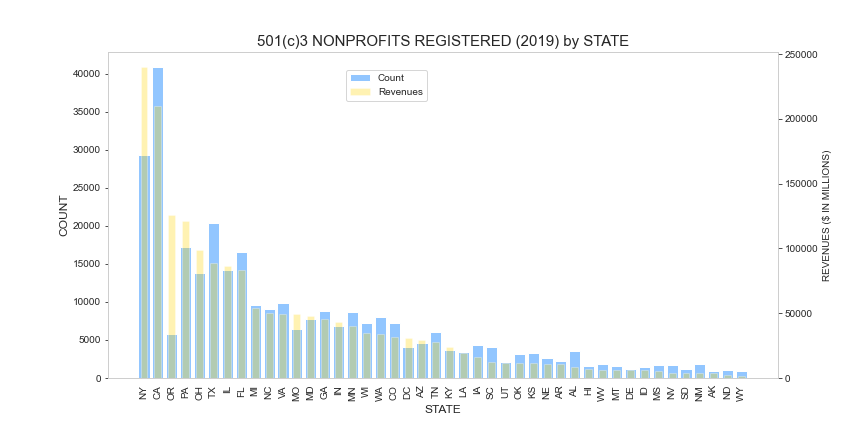 501(c)3 NONPROFITS REGISTERED (2019) by STATE
Count
Revenues
COUNT
40000
35000
30000
25000
20000
15000
10000
5000
0
REVENUES ($ IN MILLIONS)
250000
200000
150000
100000
50000
0
NY CA OR PA OH TX IL FL MI NC VA MO MD GA IN MN WI WA CO DC AZ TN KY LA IA SC UT OK KS NE AR AL HI WV MT DE ID MS NV SD NM AK ND WY
STATE